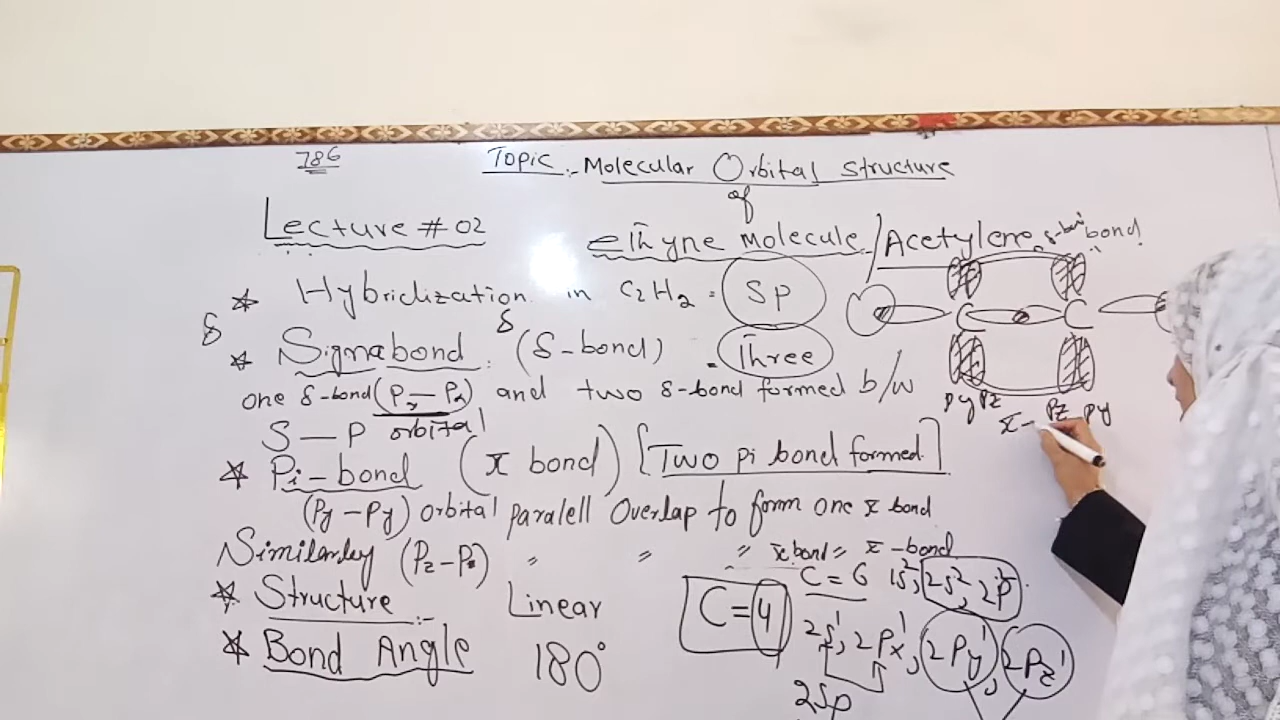 786
Topic:- Molecular Orbital Structure
of
Lecture # 02
ethyne Molecule / Acetylene
bond
* Hybridization in C2H2 = SP
C C
* Sigma bond : (δ-bond) = Three
δ δ
one δ-bond (Px — Px) and two δ-bond formed b/w
Py Pz Pz Py
S — P orbital
π-
* Pi-bond (π bond) [Two pi bond formed]
(Py – Py) orbital paralell Overlap to form one π bond
Similarley (Pz – Pz) " " " π bond = π-bond
C = 6 1s², 2s², 2P²
* Structure :- Linear
C = 4
2s¹, 2Px¹, 2Py¹, 2Pz¹
* Bond Angle 180°
2SP